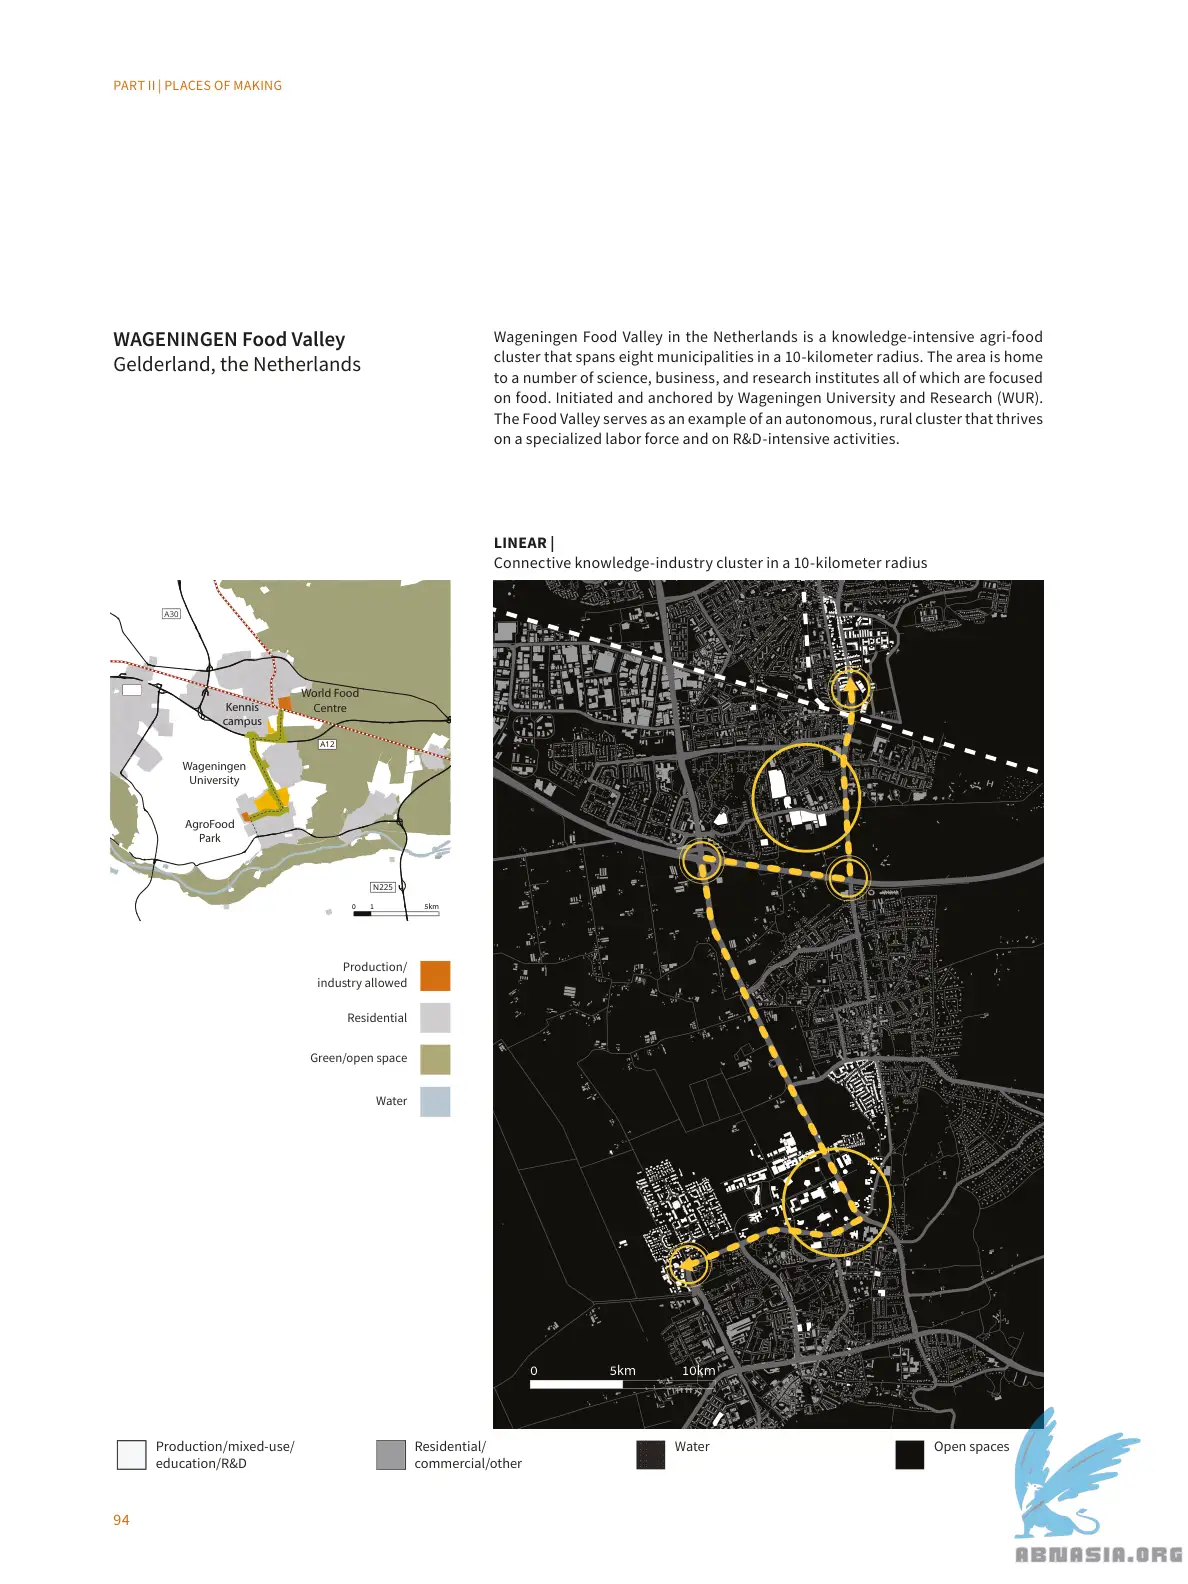 PART II | PLACES OF MAKING
WAGENINGEN Food Valley
Gelderland, the Netherlands
Wageningen Food Valley in the Netherlands is a knowledge-intensive agri-food
cluster that spans eight municipalities in a 10-kilometer radius. The area is home
to a number of science, business, and research institutes all of which are focused
on food. Initiated and anchored by Wageningen University and Research (WUR).
The Food Valley serves as an example of an autonomous, rural cluster that thrives
on a specialized labor force and on R&D-intensive activities.
LINEAR |
Connective knowledge-industry cluster in a 10-kilometer radius
A30
World Food
Centre
Kennis
campus
A12
Wageningen
University
AgroFood
Park
N225
0 1 5km
Production/
industry allowed
Residential
Green/open space
Water
0 5km 10km
Production/mixed-use/
education/R&D
Residential/
commercial/other
Water
Open spaces
94
ABNASIA.ORG